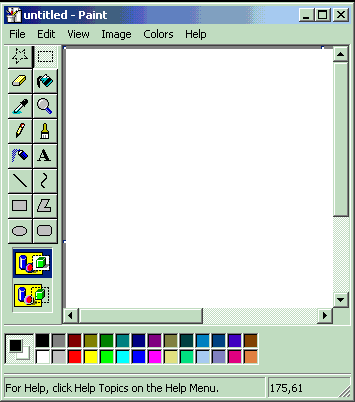 untitled - Paint
File Edit View Image Colors Help
A
For Help, click Help Topics on the Help Menu. 175,61